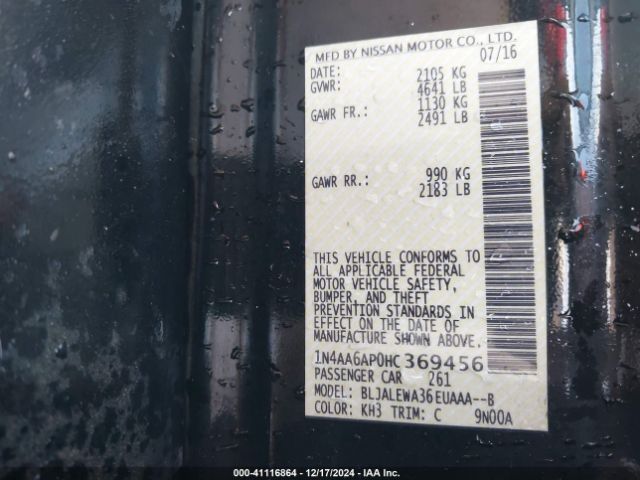 MFD BY NISSAN MOTOR CO., LTD.
07/16
DATE: 2105 KG
GVWR: 4641 LB
1130 KG
GAWR FR.: 2491 LB
990 KG
GAWR RR.: 2183 LB
THIS VEHICLE CONFORMS TO
ALL APPLICABLE FEDERAL
MOTOR VEHICLE SAFETY,
BUMPER, AND THEFT
PREVENTION STANDARDS IN
EFFECT ON THE DATE OF
MANUFACTURE SHOWN ABOVE.
1N4AA6AP0HC369456
PASSENGER CAR 261
MODEL: BLJALEWA36EUAAA--B
COLOR: KH3 TRIM: C 9N00A
000-41116864 / 12/17/2024 - IAA Inc.